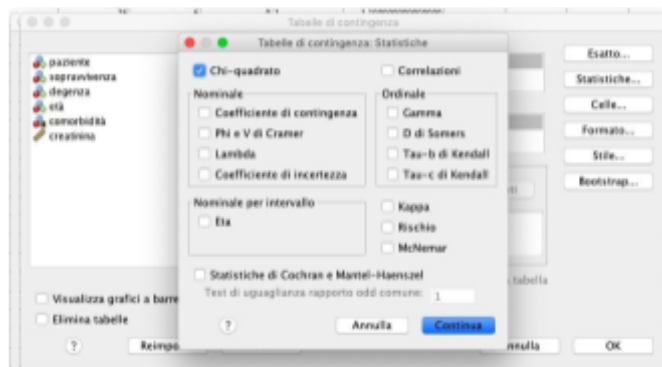 Tabelle di contingenza
Tabelle di contingenza: Statistiche
paziente
sopravvivenza
degenza
età
comorbidità
creatinina
Chi-quadrato
Correlazioni
Nominale
Coefficiente di contingenza
Phi e V di Cramer
Lambda
Coefficiente di incertezza
Ordinale
Gamma
D di Somers
Tau-b di Kendall
Tau-c di Kendall
Nominale per intervallo
Eta
Kappa
Rischio
McNemar
Statistiche di Cochran e Mantel-Haenszel
Test di uguaglianza rapporto odd comune: 1
? Annulla Continua
Esatto...
Statistiche...
Celle...
Formato...
Stile...
Bootstrap...
tabella
Visualizza grafici a barre
Elimina tabelle
? Reimpo nnulla OK